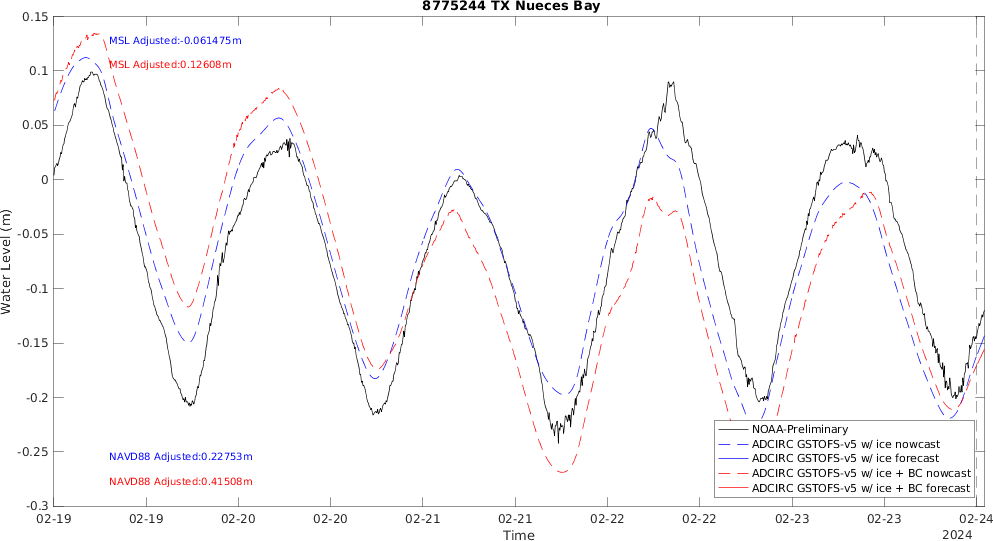 8775244 TX Nueces Bay
0.15
0.1
0.05
0
-0.05
-0.1
-0.15
-0.2
-0.25
-0.3
Water Level (m)
MSL Adjusted:-0.061475m
MSL Adjusted:0.12608m
NAVD88 Adjusted:0.22753m
NAVD88 Adjusted:0.41508m
NOAA-Preliminary
ADCIRC GSTOFS-v5 w/ ice nowcast
ADCIRC GSTOFS-v5 w/ ice forecast
ADCIRC GSTOFS-v5 w/ ice + BC nowcast
ADCIRC GSTOFS-v5 w/ ice + BC forecast
02-19 02-19 02-20 02-20 02-21 02-21 02-22 02-22 02-23 02-23 02-24
Time
2024